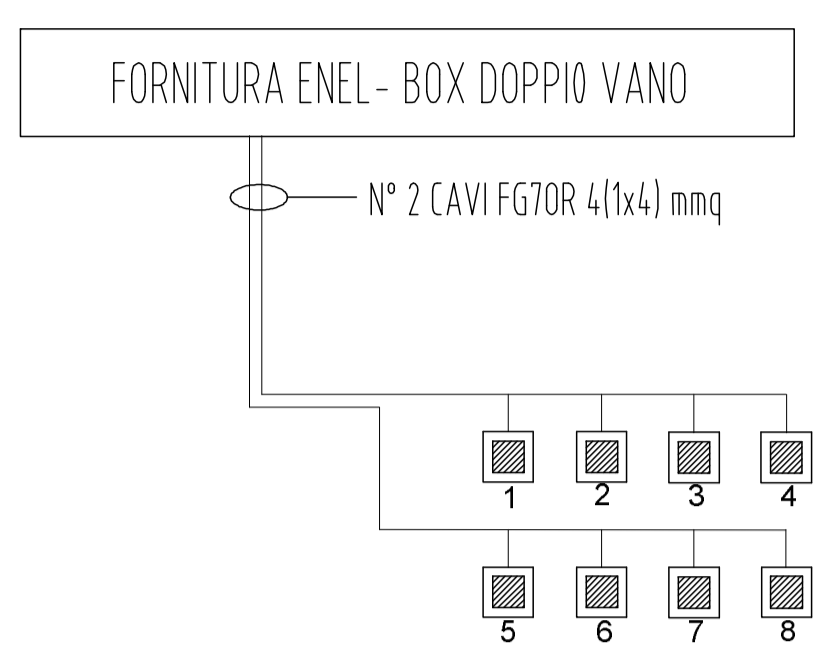 FORNITURA ENEL- BOX DOPPIO VANO
N° 2 CAVI FG7OR 4(1x4) mmq
1 2 3 4
5 6 7 8